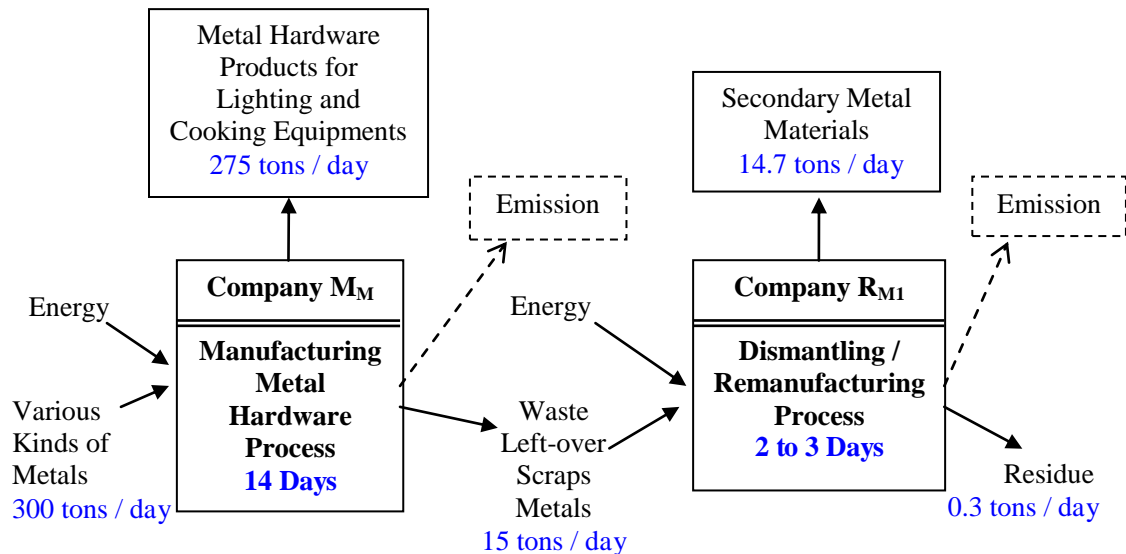 Metal Hardware
Products for
Lighting and
Cooking Equipments
275 tons / day
Secondary Metal
Materials
14.7 tons / day
Emission
Emission
Company M_M
Company R_M1
Energy
Energy
Manufacturing
Metal
Hardware
Process
14 Days
Dismantling /
Remanufacturing
Process
2 to 3 Days
Various
Kinds of
Metals
300 tons / day
Waste
Left-over
Scraps
Metals
15 tons / day
Residue
0.3 tons / day